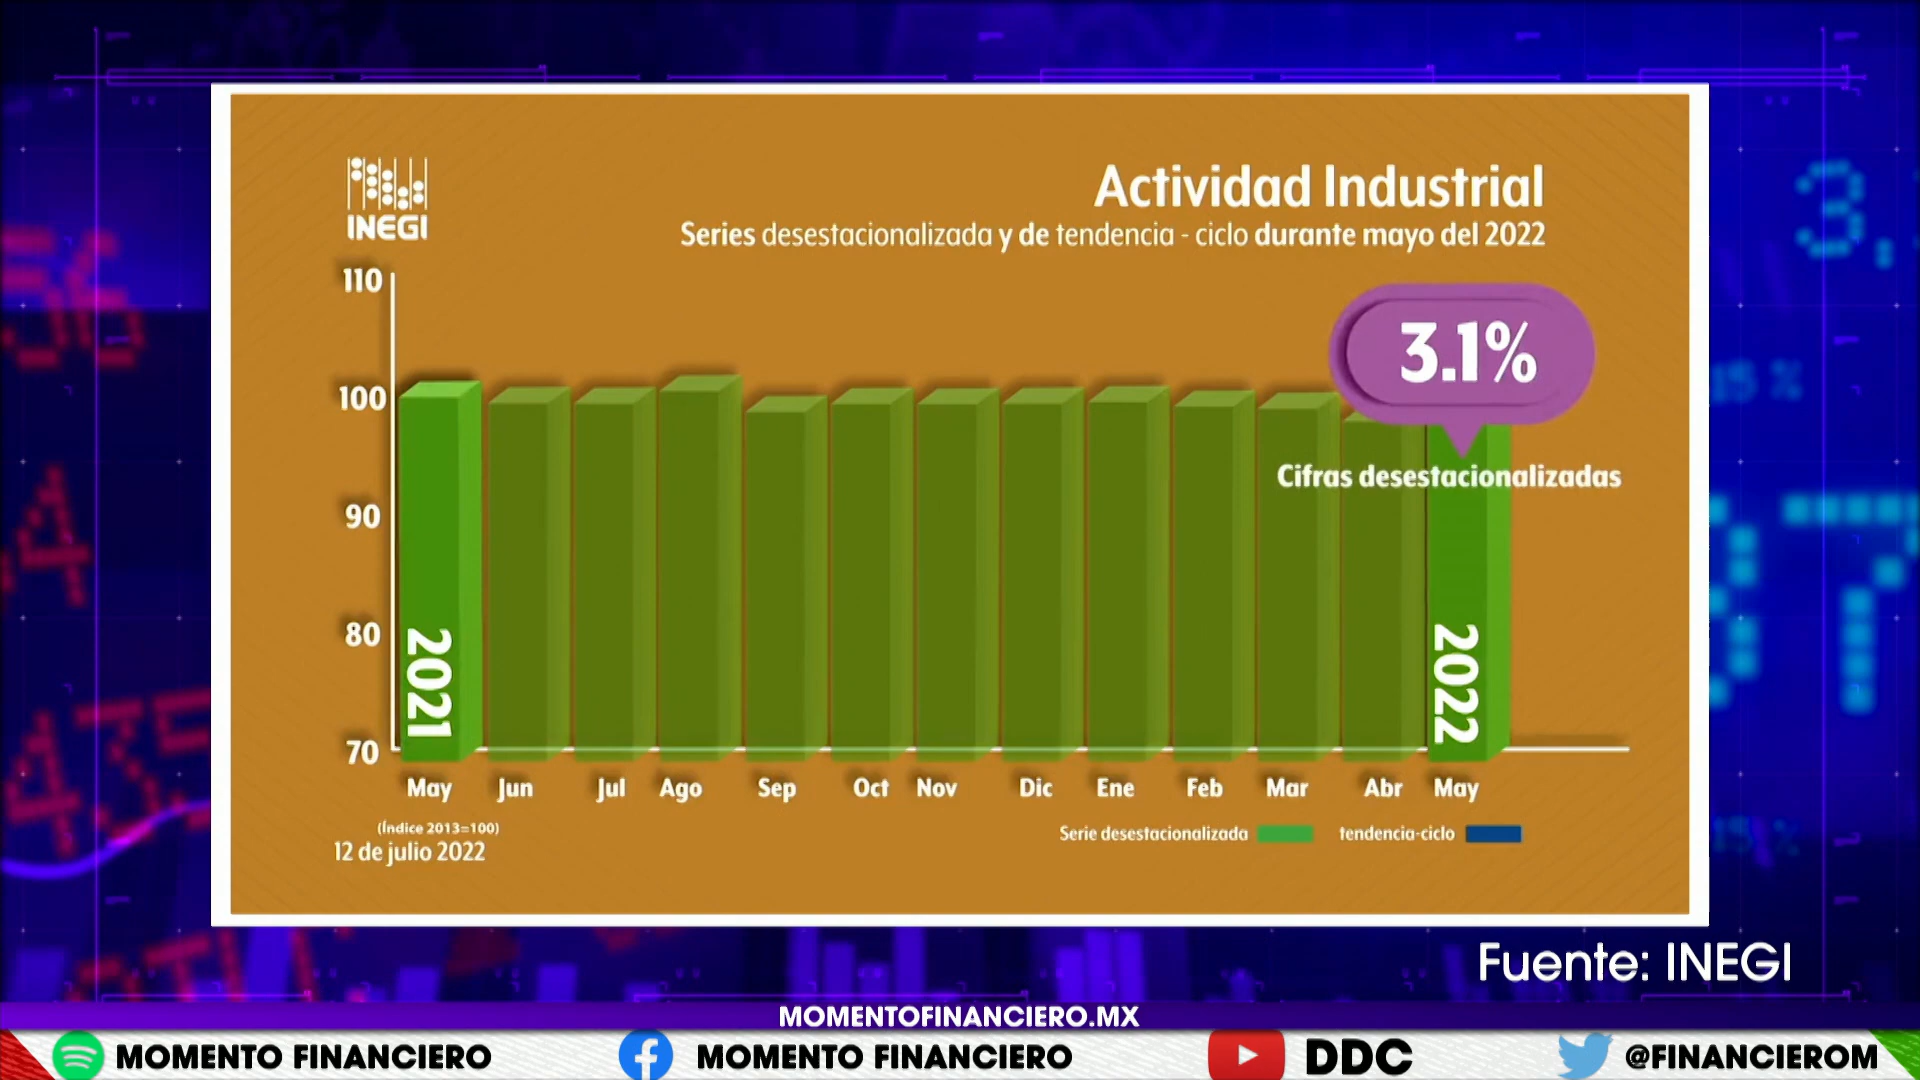 INEGI
Actividad Industrial
Series desestacionalizada y de tendencia - ciclo durante mayo del 2022
110
100
90
80
70
3.1%
Cifras desestacionalizadas
2021
2022
May Jun Jul Ago Sep Oct Nov Dic Ene Feb Mar Abr May
(Índice 2013=100)
12 de julio 2022
Serie desestacionalizada
tendencia-ciclo
Fuente: INEGI
MOMENTOFINANCIERO.MX
MOMENTO FINANCIERO
MOMENTO FINANCIERO
DDC
@FINANCIEROM